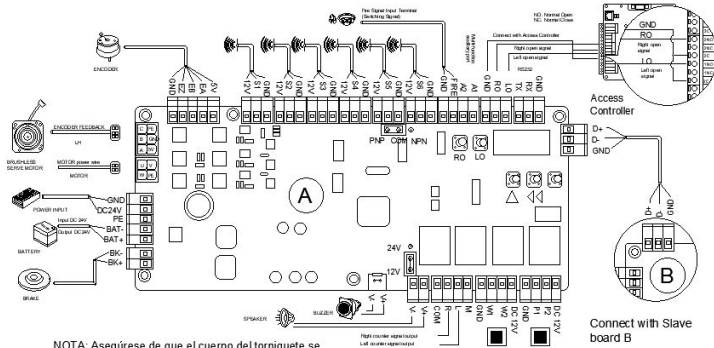 Fire Signal Input Terminal
(Switching Signal)
NO: Normal Open
NC: Normal Close
Connect with Access Controller
Right open signal
Left open signal
RS232
GND
RO
Right open signal
LO
Left open signal
Access
Controller
ENCODER
GND
EZ
EB
EA
5V
12V
S1
GND
12V
S2
GND
12V
S3
GND
12V
S4
GND
12V
S5
GND
12V
S6
GND
GND
FIRE
A2
A1
GND
RO
LO
TX
RX
GND
PNP
COM
NPN
RO
LO
D+
D-
GND
ENCODER FEEDBACK
LH
BRUSHLESS
SERVE MOTOR
MOTOR power wire
MOTOR
C
PE
B
A
5V
U
V
W
PE
A
GND
DC24V
POWER INPUT
PE
Input DC 24V
BAT-
Output DC24V
BAT+
BATTERY
BK-
BK+
BRAKE
24V
12V
D+
D-
GND
B
SPEAKER
BUZZER
V-
V+
V-
V+
COM
R
L
M
GND
W1
W2
DC 12V
GND
P1
P2
DC 12V
Right counter signal output
Left counter signal output
Connect with Slave
board B
NOTA: Asegúrese de que el cuerpo del torniquete se